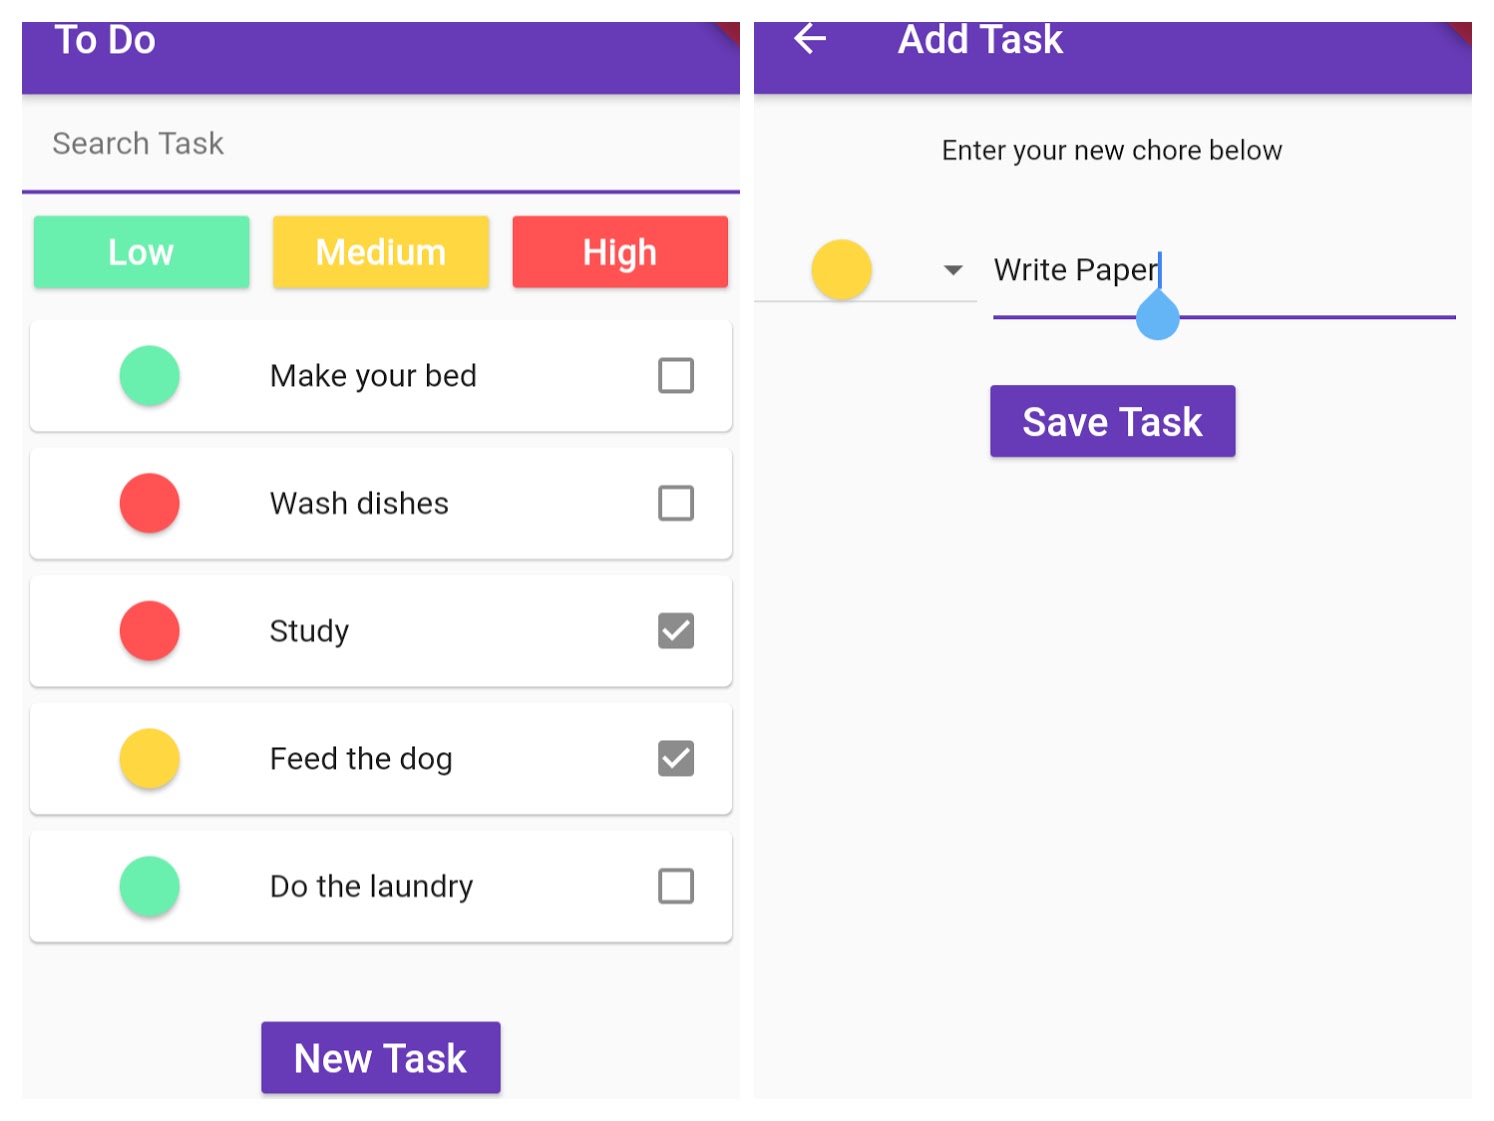 To Do
Search Task
Low Medium High
Make your bed
Wash dishes
Study
Feed the dog
Do the laundry
New Task
Add Task
Enter your new chore below
Write Paper
Save Task